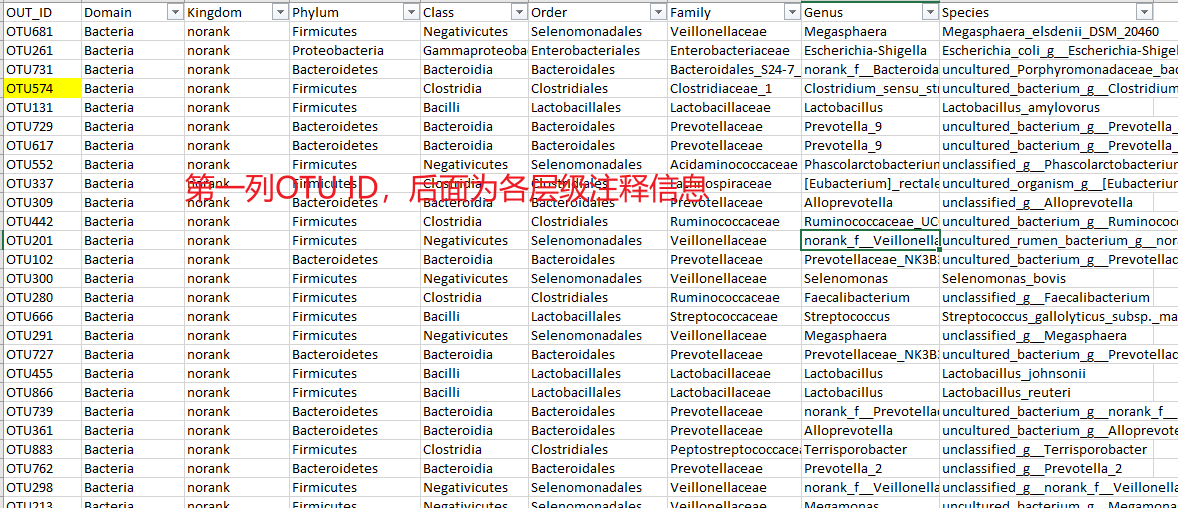 OUT_ID Domain Kingdom Phylum Class Order Family Genus Species
OTU681 Bacteria norank Firmicutes Negativicutes Selenomonadales Veillonellaceae Megasphaera Megasphaera_elsdenii_DSM_20460
OTU261 Bacteria norank Proteobacteria Gammaproteoba Enterobacteriales Enterobacteriaceae Escherichia-Shigella Escherichia_coli_g__Escherichia-Shigel
OTU731 Bacteria norank Bacteroidetes Bacteroidia Bacteroidales Bacteroidales_S24-7_ norank_f__Bacteroida uncultured_Porphyromonadaceae_bac
OTU574 Bacteria norank Firmicutes Clostridia Clostridiales Clostridiaceae_1 Clostridium_sensu_str uncultured_bacterium_g__Clostridium
OTU131 Bacteria norank Firmicutes Bacilli Lactobacillales Lactobacillaceae Lactobacillus Lactobacillus_amylovorus
OTU729 Bacteria norank Bacteroidetes Bacteroidia Bacteroidales Prevotellaceae Prevotella_9 uncultured_bacterium_g__Prevotella_
OTU617 Bacteria norank Bacteroidetes Bacteroidia Bacteroidales Prevotellaceae Prevotella_9 uncultured_bacterium_g__Prevotella_
OTU552 Bacteria norank Firmicutes Negativicutes Selenomonadales Acidaminococcaceae Phascolarctobacterium unclassified_g__Phascolarctobacterium
第一列OTU ID，后面为各层级注释信息
OTU337 Bacteria norank Firmicutes Clostridia Clostridiales Lachnospiraceae [Eubacterium]_rectale uncultured_organism_g__[Eubacterium
OTU309 Bacteria norank Bacteroidetes Bacteroidia Bacteroidales Prevotellaceae Alloprevotella unclassified_g__Alloprevotella
OTU442 Bacteria norank Firmicutes Clostridia Clostridiales Ruminococcaceae Ruminococcaceae_UC uncultured_bacterium_g__Ruminococc
OTU201 Bacteria norank Firmicutes Negativicutes Selenomonadales Veillonellaceae norank_f__Veillonella uncultured_rumen_bacterium_g__nor
OTU102 Bacteria norank Bacteroidetes Bacteroidia Bacteroidales Prevotellaceae Prevotellaceae_NK3B3 uncultured_bacterium_g__Prevotellac
OTU300 Bacteria norank Firmicutes Negativicutes Selenomonadales Veillonellaceae Selenomonas Selenomonas_bovis
OTU280 Bacteria norank Firmicutes Clostridia Clostridiales Ruminococcaceae Faecalibacterium unclassified_g__Faecalibacterium
OTU666 Bacteria norank Firmicutes Bacilli Lactobacillales Streptococcaceae Streptococcus Streptococcus_gallolyticus_subsp._ma
OTU291 Bacteria norank Firmicutes Negativicutes Selenomonadales Veillonellaceae Megasphaera unclassified_g__Megasphaera
OTU727 Bacteria norank Bacteroidetes Bacteroidia Bacteroidales Prevotellaceae Prevotellaceae_NK3B3 uncultured_bacterium_g__Prevotellac
OTU455 Bacteria norank Firmicutes Bacilli Lactobacillales Lactobacillaceae Lactobacillus Lactobacillus_johnsonii
OTU866 Bacteria norank Firmicutes Bacilli Lactobacillales Lactobacillaceae Lactobacillus Lactobacillus_reuteri
OTU739 Bacteria norank Bacteroidetes Bacteroidia Bacteroidales Prevotellaceae norank_f__Prevotellac uncultured_bacterium_g__norank_f__
OTU361 Bacteria norank Bacteroidetes Bacteroidia Bacteroidales Prevotellaceae Alloprevotella uncultured_bacterium_g__Alloprevote
OTU883 Bacteria norank Firmicutes Clostridia Clostridiales Peptostreptococcacea Terrisporobacter unclassified_g__Terrisporobacter
OTU762 Bacteria norank Bacteroidetes Bacteroidia Bacteroidales Prevotellaceae Prevotella_2 unclassified_g__Prevotella_2
OTU298 Bacteria norank Firmicutes Negativicutes Selenomonadales Veillonellaceae norank_f__Veillonella unclassified_g__norank_f__Veillonella
OTU213 Bacteria norank Firmicutes Negativicutes Selenomonadales Veillonellaceae Megamonas uncultured_bacterium_g__Megamona